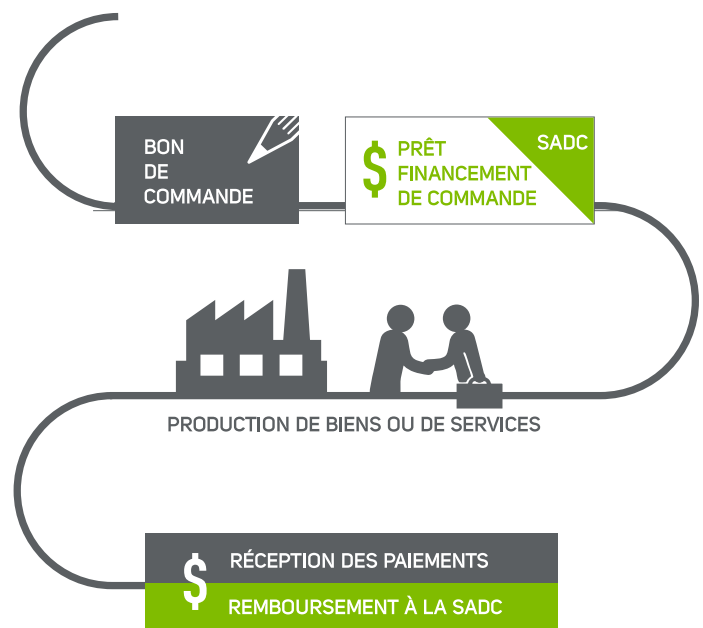 BON
DE
COMMANDE
$
PRÊT
FINANCEMENT
DE COMMANDE
SADC
PRODUCTION DE BIENS OU DE SERVICES
$
RÉCEPTION DES PAIEMENTS
REMBOURSEMENT À LA SADC